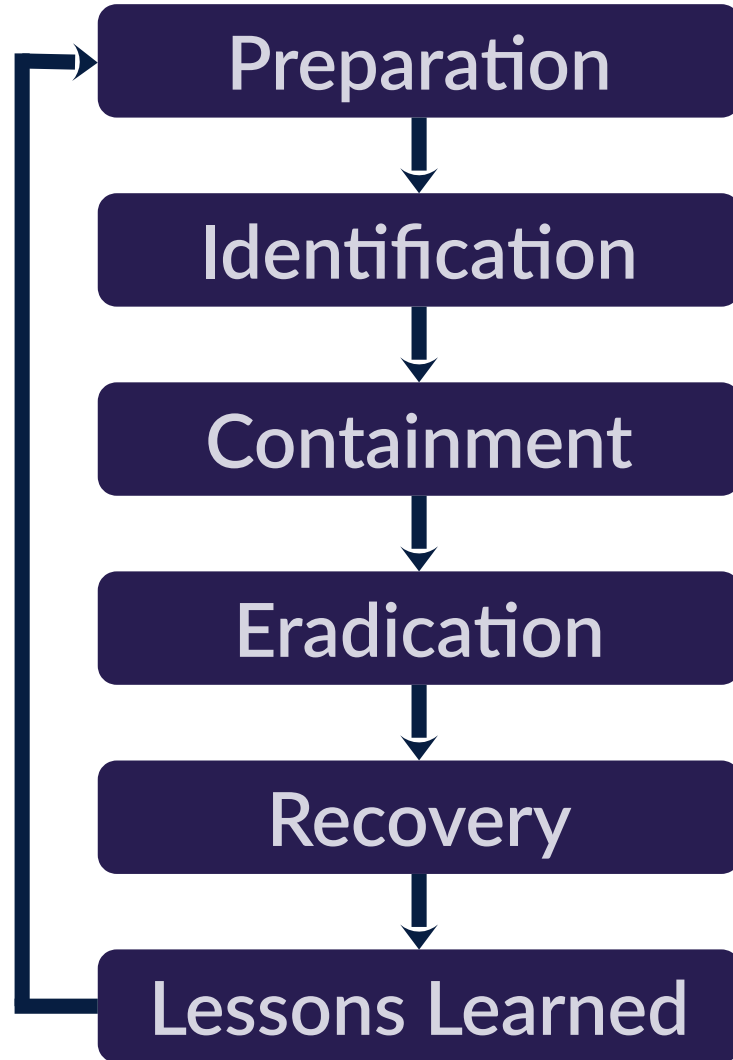 Preparation
Identification
Containment
Eradication
Recovery
Lessons Learned